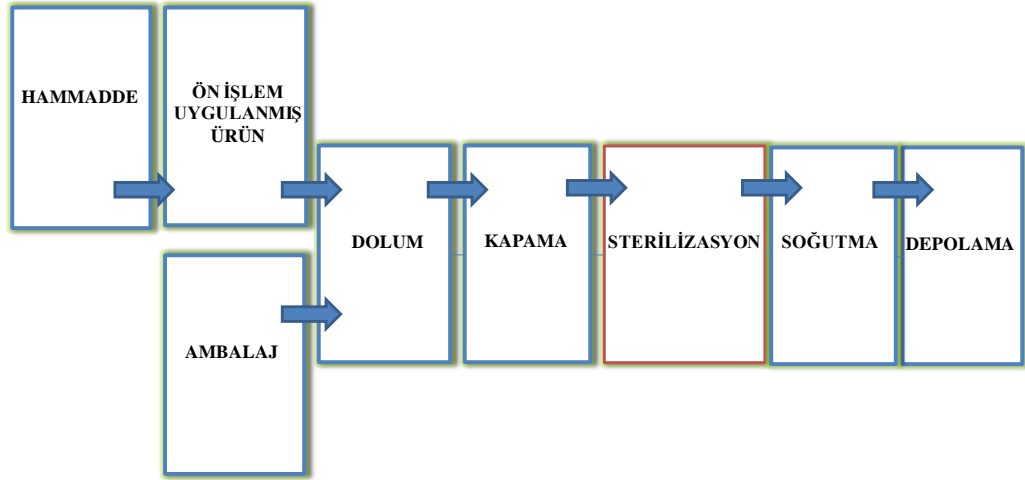 HAMMADDE
ÖN İŞLEM
UYGULANMIŞ
ÜRÜN
AMBALAJ
DOLUM
KAPAMA
STERİLİZASYON
SOĞUTMA
DEPOLAMA